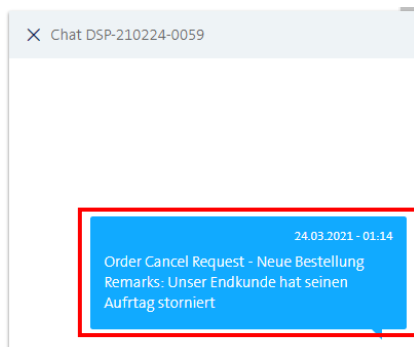 Chat DSP-210224-0059
24.03.2021 - 01:14
Order Cancel Request - Neue Bestellung
Remarks: Unser Endkunde hat seinen
Aufrtag storniert